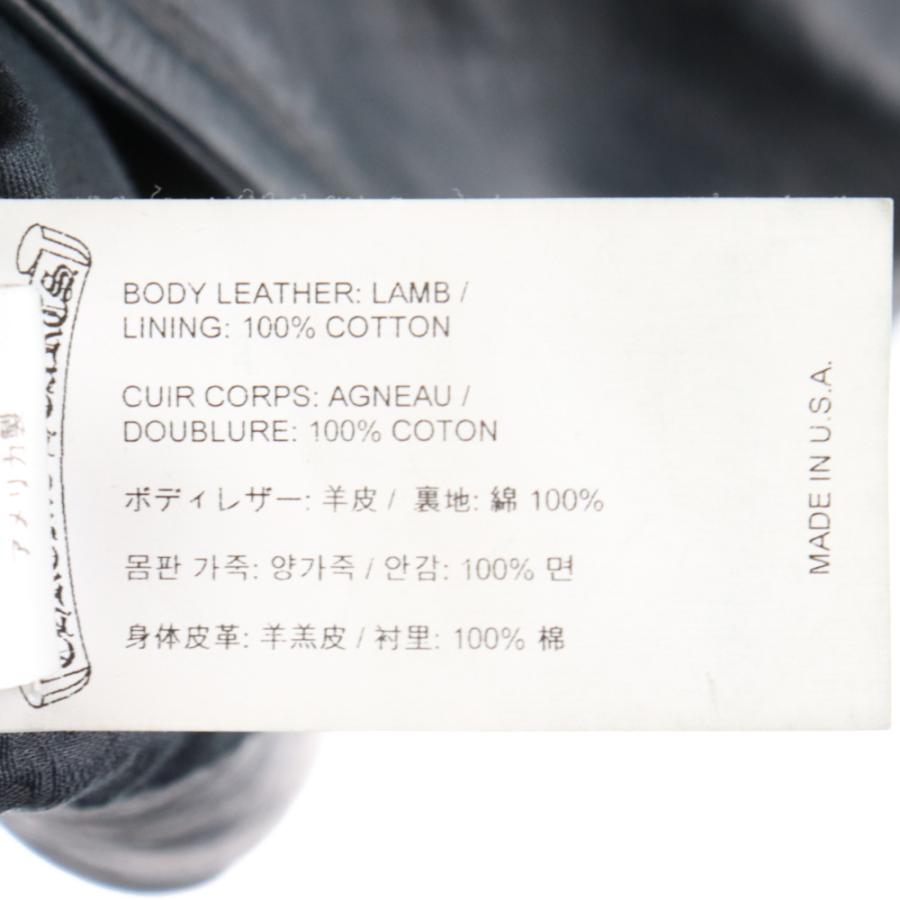 BODY LEATHER: LAMB /
LINING: 100% COTTON
CUIR CORPS: AGNEAU /
DOUBLURE: 100% COTON
ボディレザー: 羊皮 / 裏地: 綿 100%
몸판 가죽: 양가죽 / 안감: 100% 면
身体皮革: 羊羔皮 / 衬里: 100% 棉
MADE IN U.S.A.
アメリカ製